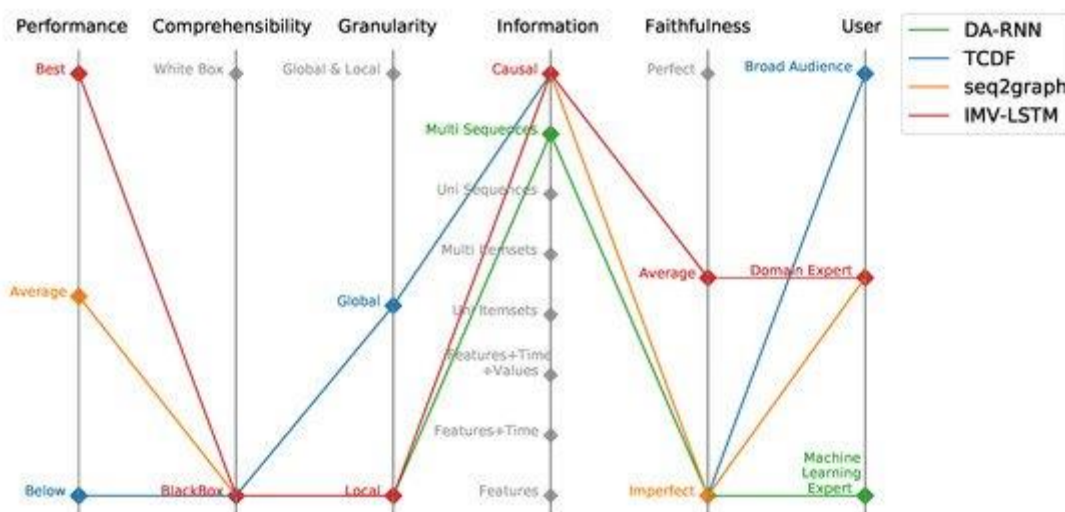 Performance
Comprehensibility
Granularity
Information
Faithfulness
User
DA-RNN
TCDF
seq2graph
IMV-LSTM
Best
White Box
Global & Local
Causal
Perfect
Broad Audience
Multi Sequences
Uni Sequences
Multi Itemsets
Average
Domain Expert
Average
Global
Uni Itemsets
Features+Time
+Values
Features+Time
Machine
Learning
Expert
Below
BlackBox
Local
Features
Imperfect